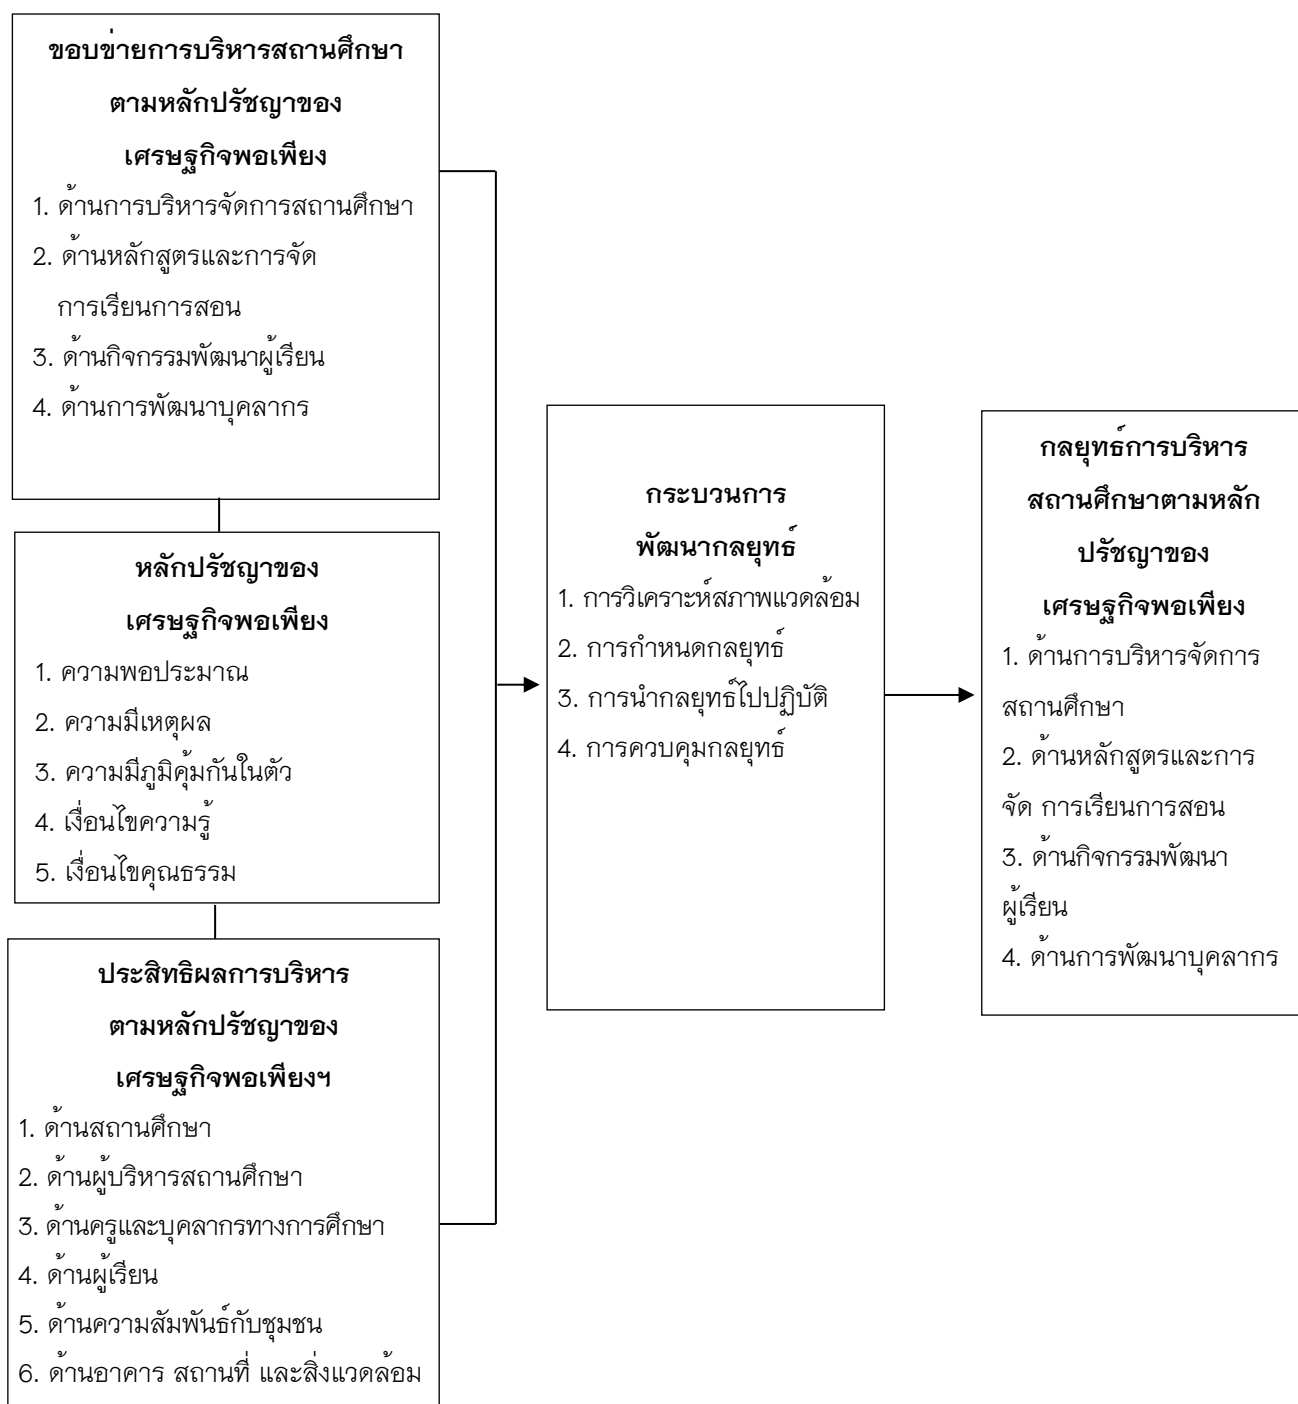 ขอบข่ายการบริหารสถานศึกษา
ตามหลักปรัชญาของ
เศรษฐกิจพอเพียง
1. ด้านการบริหารจัดการสถานศึกษา
2. ด้านหลักสูตรและการจัด
การเรียนการสอน
3. ด้านกิจกรรมพัฒนาผู้เรียน
4. ด้านการพัฒนาบุคลากร
หลักปรัชญาของ
เศรษฐกิจพอเพียง
1. ความพอประมาณ
2. ความมีเหตุผล
3. ความมีภูมิคุ้มกันในตัว
4. เงื่อนไขความรู้
5. เงื่อนไขคุณธรรม
ประสิทธิผลการบริหาร
ตามหลักปรัชญาของ
เศรษฐกิจพอเพียงฯ
1. ด้านสถานศึกษา
2. ด้านผู้บริหารสถานศึกษา
3. ด้านครูและบุคลากรทางการศึกษา
4. ด้านผู้เรียน
5. ด้านความสัมพันธ์กับชุมชน
6. ด้านอาคาร สถานที่ และสิ่งแวดล้อม
กระบวนการ
พัฒนากลยุทธ์
1. การวิเคราะห์สภาพแวดล้อม
2. การกำหนดกลยุทธ์
3. การนำกลยุทธ์ไปปฏิบัติ
4. การควบคุมกลยุทธ์
กลยุทธ์การบริหาร
สถานศึกษาตามหลัก
ปรัชญาของ
เศรษฐกิจพอเพียง
1. ด้านการบริหารจัดการ
สถานศึกษา
2. ด้านหลักสูตรและการ
จัด การเรียนการสอน
3. ด้านกิจกรรมพัฒนา
ผู้เรียน
4. ด้านการพัฒนาบุคลากร